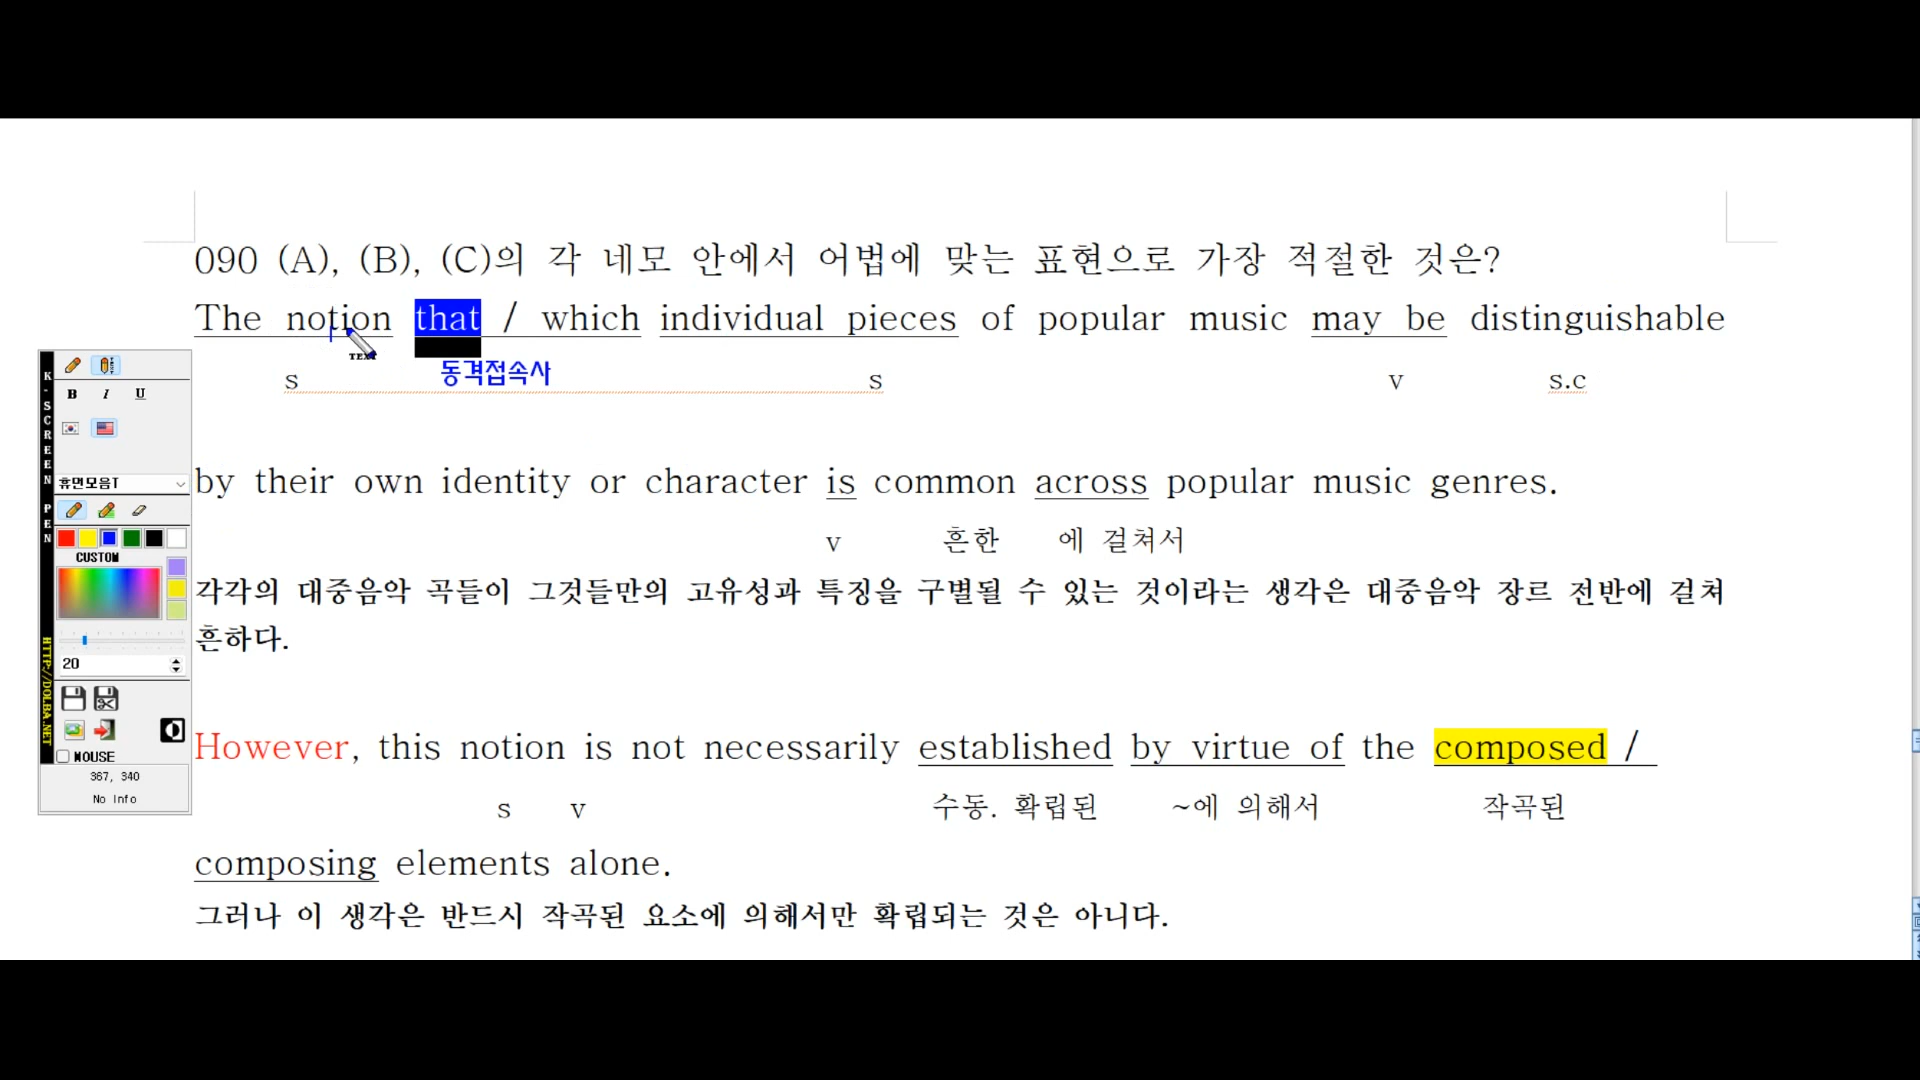 090 (A), (B), (C)의 각 네모 안에서 어법에 맞는 표현으로 가장 적절한 것은?
The notion that / which individual pieces of popular music may be distinguishable
TEXT
동격접속사
s s v s.c
by their own identity or character is common across popular music genres.
v 흔한 에 걸쳐서
각각의 대중음악 곡들이 그것들만의 고유성과 특징을 구별될 수 있는 것이라는 생각은 대중음악 장르 전반에 걸쳐
흔하다.
However, this notion is not necessarily established by virtue of the composed /
s v 수동. 확립된 ~에 의해서 작곡된
composing elements alone.
그러나 이 생각은 반드시 작곡된 요소에 의해서만 확립되는 것은 아니다.
K-SCREEN PEN
HTTP://DOLBA.NET
B I U
휴먼모음T
CUSTOM
20
MOUSE
367, 340
No Info